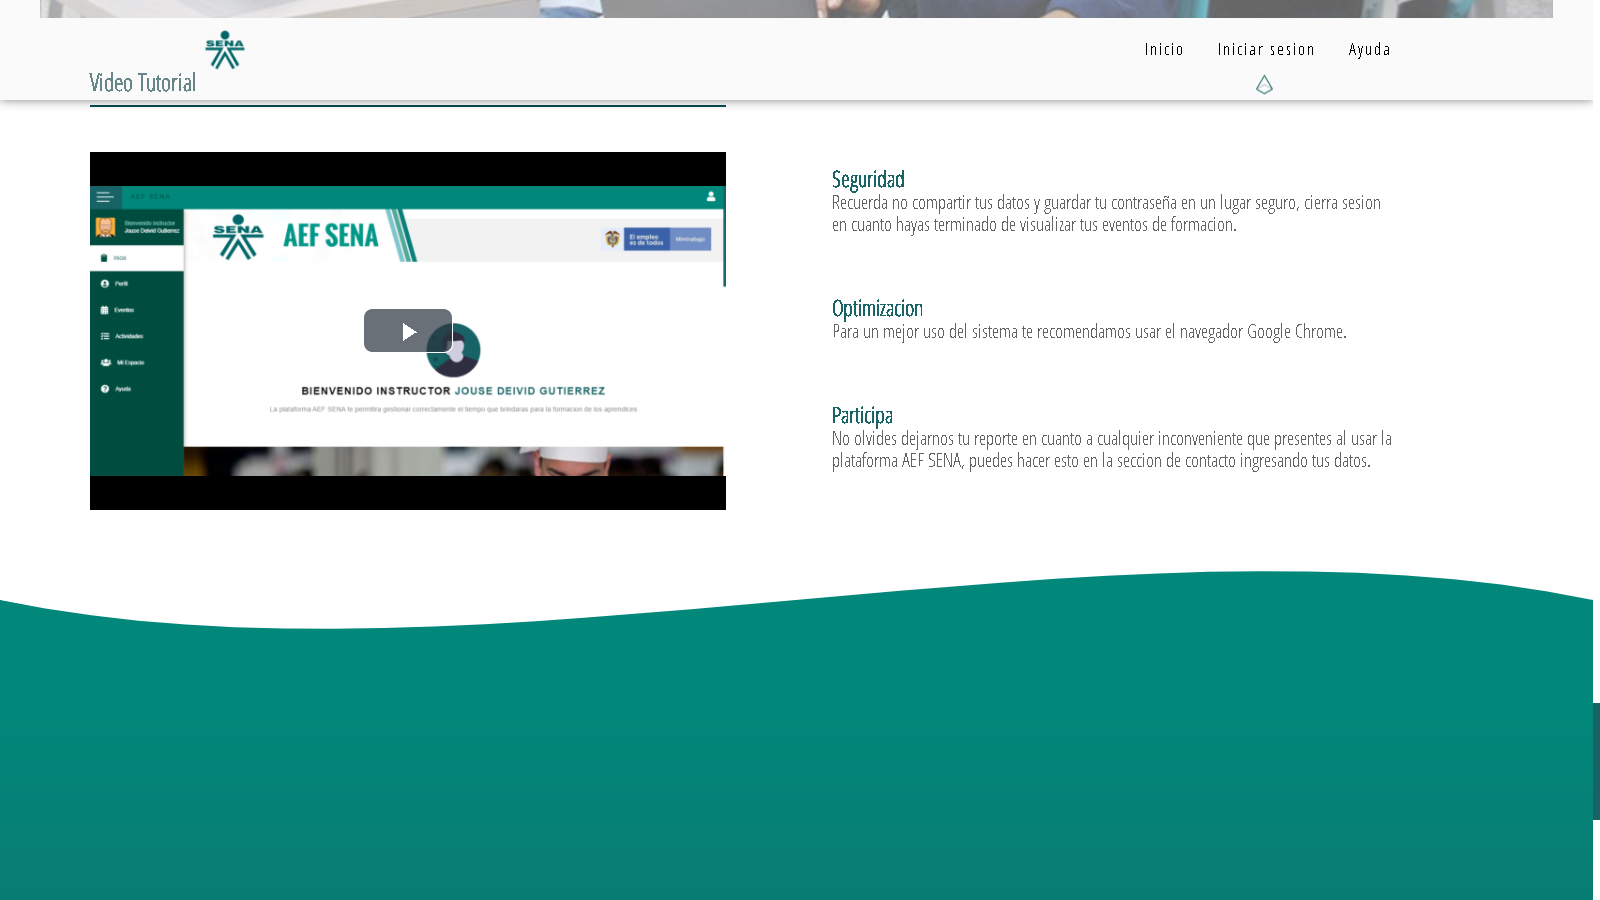 SENA
Inicio
Iniciar sesion
Ayuda
Video Tutorial
AEF SENA
Bienvenido instructor
Jouse Deivid Gutierrez
Inicio
Perfil
Eventos
Actividades
Mi Espacio
Ayuda
SENA
AEF SENA
El empleo
es de todos
Mintrabajo
BIENVENIDO INSTRUCTOR JOUSE DEIVID GUTIERREZ
La plataforma AEF SENA te permitira gestionar correctamente el tiempo que brindaras para la formacion de los aprendices
Seguridad
Recuerda no compartir tus datos y guardar tu contraseña en un lugar seguro, cierra sesion
en cuanto hayas terminado de visualizar tus eventos de formacion.
Optimizacion
Para un mejor uso del sistema te recomendamos usar el navegador Google Chrome.
Participa
No olvides dejarnos tu reporte en cuanto a cualquier inconveniente que presentes al usar la
plataforma AEF SENA, puedes hacer esto en la seccion de contacto ingresando tus datos.